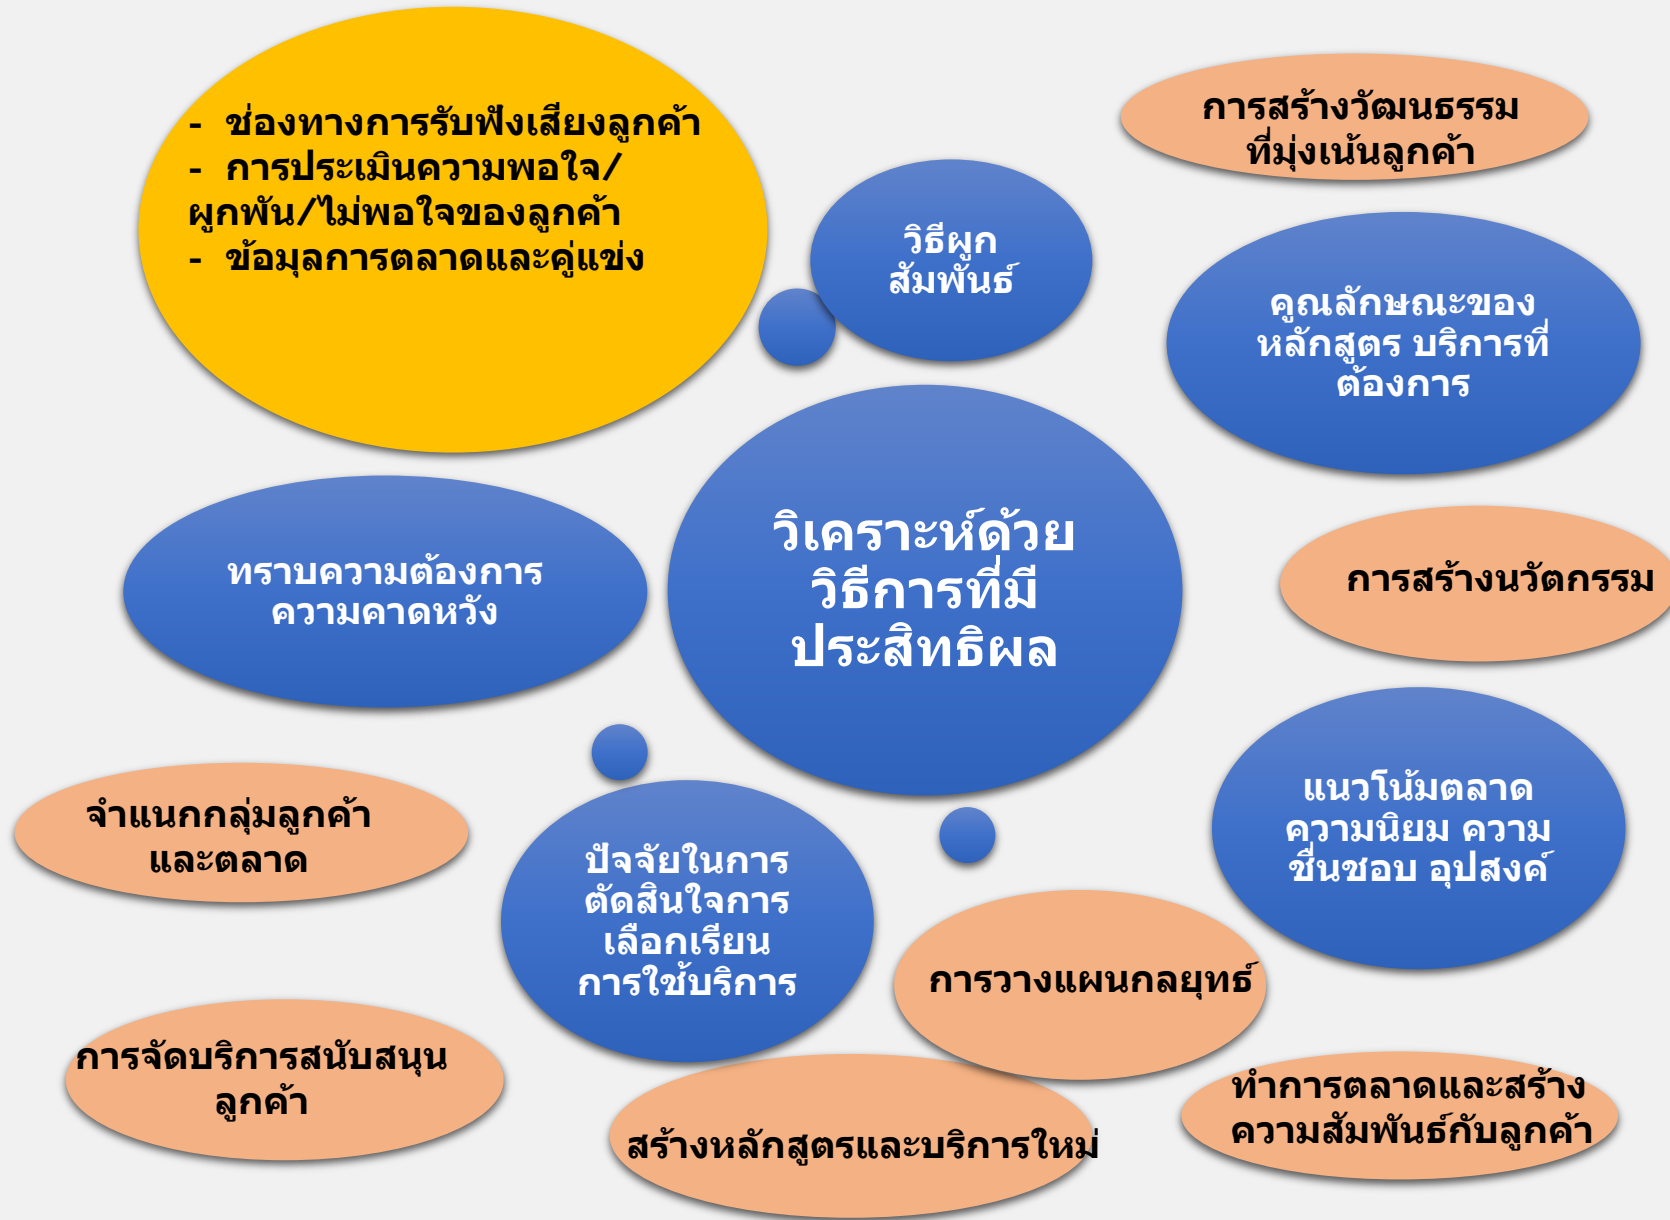 - ช่องทางการรับฟังเสียงลูกค้า
- การประเมินความพอใจ/
ผูกพัน/ไม่พอใจของลูกค้า
- ข้อมุลการตลาดและคู่แข่ง
วิธีผูก
สัมพันธ์
การสร้างวัฒนธรรม
ที่มุ่งเน้นลูกค้า
คูณลักษณะของ
หลักสูตร บริการที่
ต้องการ
วิเคราะห์ด้วย
วิธีการที่มี
ประสิทธิผล
ทราบความต้องการ
ความคาดหวัง
การสร้างนวัตกรรม
จำแนกกลุ่มลูกค้า
และตลาด
ปัจจัยในการ
ตัดสินใจการ
เลือกเรียน
การใช้บริการ
แนวโน้มตลาด
ความนิยม ความ
ชื่นชอบ อุปสงค์
การวางแผนกลยุทธ์
การจัดบริการสนับสนุน
ลูกค้า
สร้างหลักสูตรและบริการใหม่
ทำการตลาดและสร้าง
ความสัมพันธ์กับลูกค้า